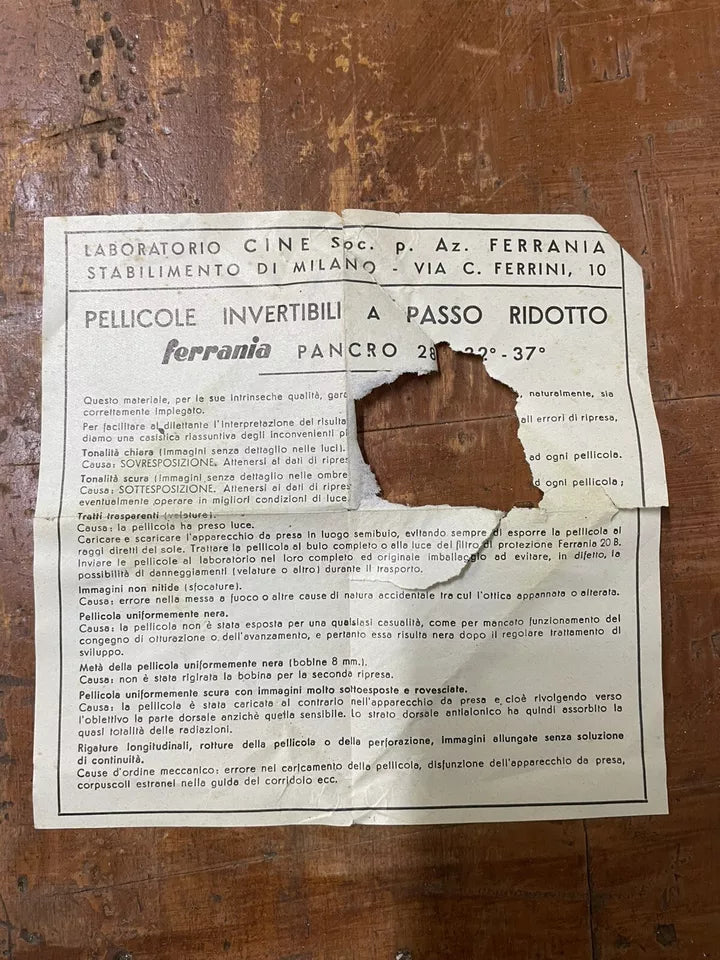 LABORATORIO CINE Soc. p. Az. FERRANIA
STABILIMENTO DI MILANO - VIA C. FERRINI, 10
PELLICOLE INVERTIBILI A PASSO RIDOTTO
ferrania PANCRO 28 32° - 37°
Questo materiale, per le sue intrinseche qualità, naturalmente, sia
correttamente impiegato.
Per facilitare al dilettante l'interpretazione dei errori di ripresa,
diamo una casistica riassuntiva degli inconvenienti
Tonalità chiara (immagini senza dettaglio nelle luci).
Causa: SOVRESPOSIZIONE. Attenersi ai dati di ad ogni pellicola.
Tonalità scura (immagini senza dettaglio nelle ombre
Causa: SOTTESPOSIZIONE. Attenersi ai dati di ogni pellicola;
eventualmente operare in migliori condizioni di luce
Tratti trasparenti (velature).
Causa: la pellicola ha preso luce.
Caricare e scaricare l'apparecchio da presa in luogo semibuio, evitando sempre di esporre la pellicola ai
raggi diretti del sole. Trattare la pellicola al buio completo o alla luce del filtro di protezione Ferrania 20 B.
Inviare le pellicole al laboratorio nel loro completo ed originale imballaggio ad evitare, in difetto, la
possibilità di danneggiamenti (velature o altro) durante il trasporto.
Immagini non nitide (sfocature).
Causa: errore nella messa a fuoco o altre cause di natura accidentale tra cui l'ottica appannata o alterata.
Pellicola uniformemente nera.
Causa: la pellicola non è stata esposta per una qualsiasi casualità, come per mancato funzionamento del
congegno di otturazione o dell'avanzamento, e pertanto essa risulta nera dopo il regolare trattamento di
sviluppo.
Metà della pellicola uniformemente nera (bobine 8 mm.).
Causa: non è stata rigirata la bobina per la seconda ripresa.
Pellicola uniformemente scura con immagini molto sottoesposte e rovesciate.
Causa: la pellicola è stata caricata al contrario nell'apparecchio da presa e cioè rivolgendo verso
l'obiettivo la parte dorsale anzichè quella sensibile. Lo strato dorsale antialonico ha quindi assorbito la
quasi totalità delle radiazioni.
Rigature longitudinali, rotture della pellicola o della perforazione, immagini allungate senza soluzione
di continuità.
Cause d'ordine meccanico: errore nel caricamento della pellicola, disfunzione dell'apparecchio da presa,
corpuscoli estranei nella guida del corridoio ecc.